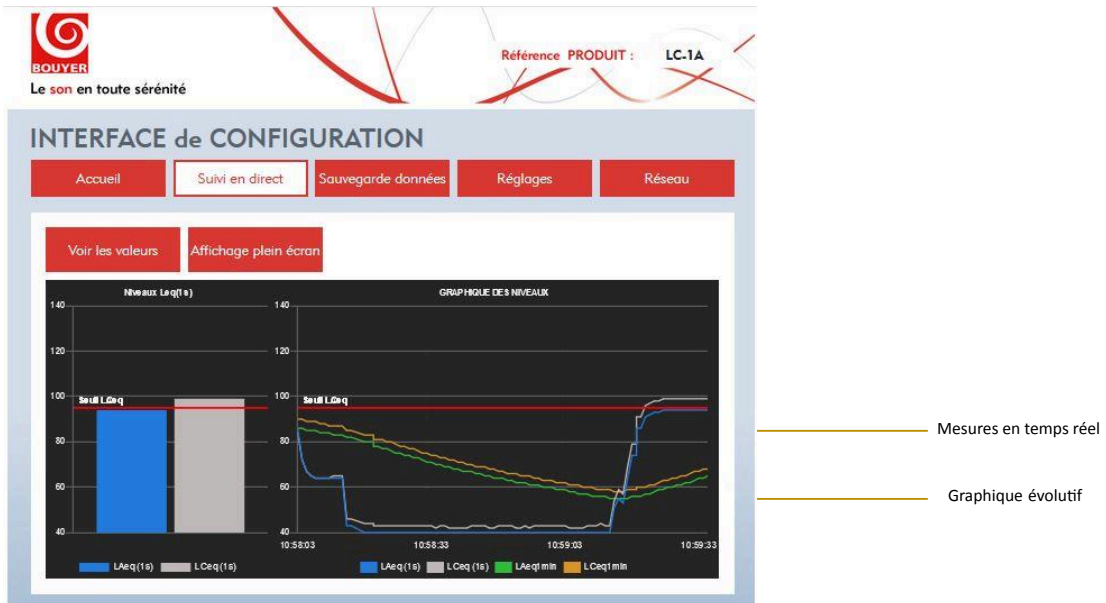 BOUYER
Le son en toute sérénité
Référence PRODUIT : LC-1A
INTERFACE de CONFIGURATION
Accueil
Suivi en direct
Sauvegarde données
Réglages
Réseau
Voir les valeurs
Affichage plein écran
Niveaux Leq(1s)
140
120
100
80
60
40
Seuil LCeq
LAeq(1s)
LCeq(1s)
GRAPHIQUE DES NIVEAUX
140
120
100
80
60
40
Seuil LCeq
10:58:03
10:58:33
10:59:03
10:59:33
LAeq(1s)
LCeq(1s)
LAeq1min
LCeq1min
Mesures en temps réel
Graphique évolutif